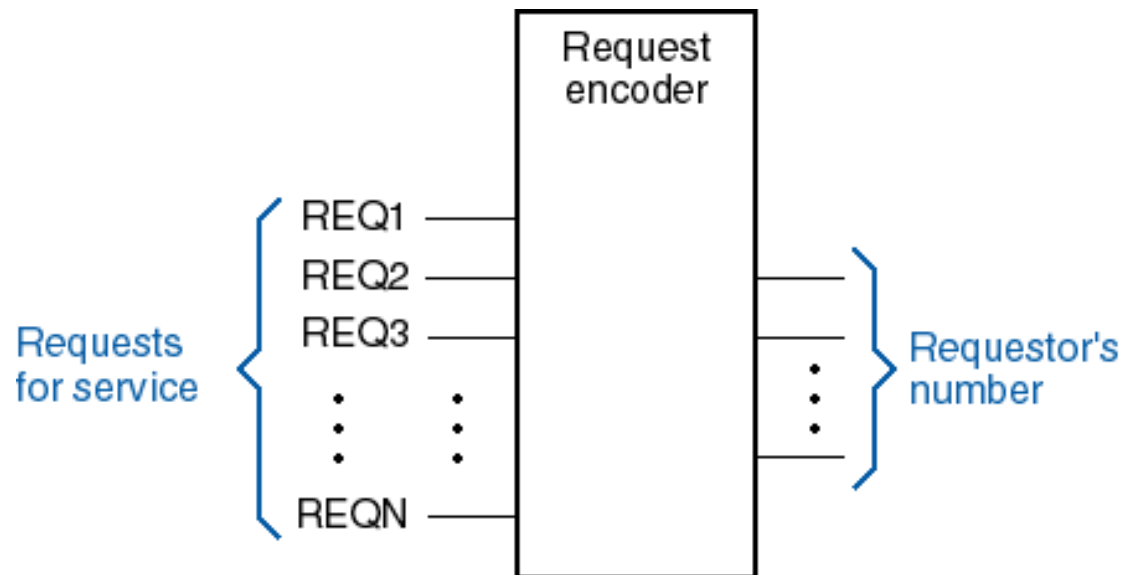 Request
encoder
REQ1
REQ2
REQ3
REQN
Requests
for service
Requestor's
number